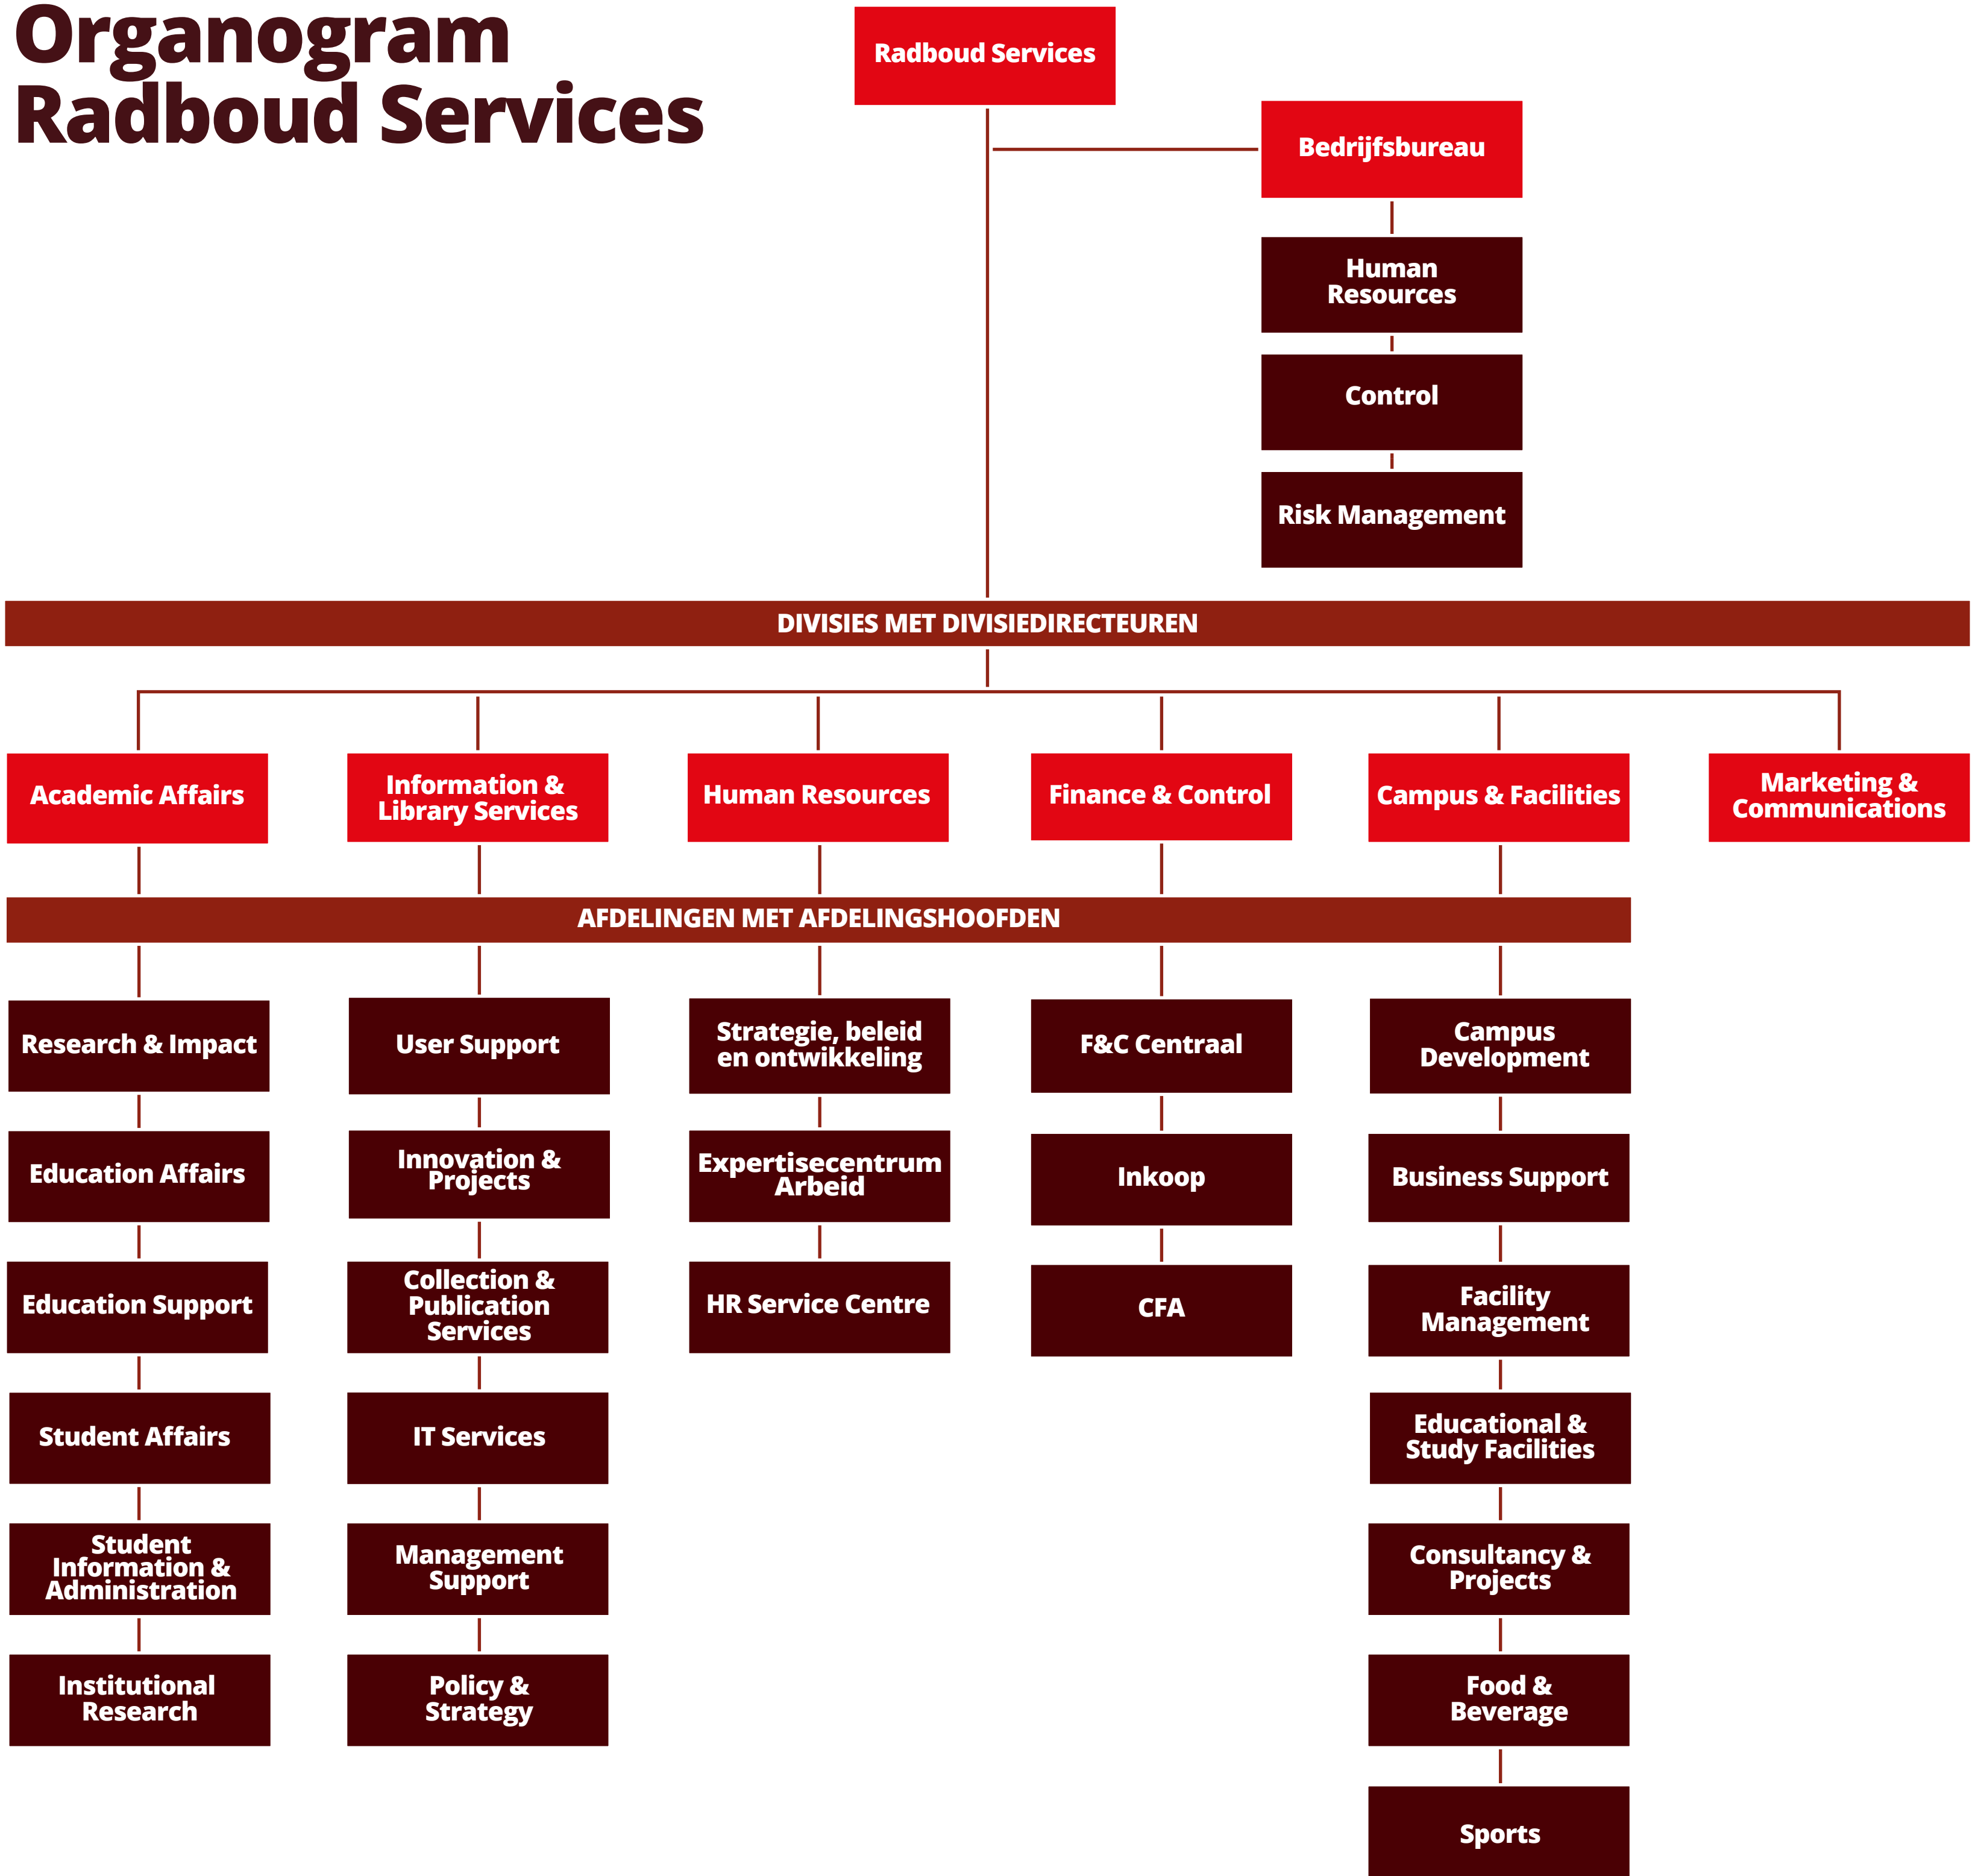 Organogram
Radboud Services
Radboud Services
Bedrijfsbureau
Human
Resources
Control
Risk Management
DIVISIES MET DIVISIEDIRECTEUREN
Academic Affairs
Information &
Library Services
Human Resources
Finance & Control
Campus & Facilities
Marketing &
Communications
AFDELINGEN MET AFDELINGSHOOFDEN
Research & Impact
Education Affairs
Education Support
Student Affairs
Student
Information &
Administration
Institutional
Research
User Support
Innovation &
Projects
Collection &
Publication
Services
IT Services
Management
Support
Policy &
Strategy
Strategie, beleid
en ontwikkeling
Expertisecentrum
Arbeid
HR Service Centre
F&C Centraal
Inkoop
CFA
Campus
Development
Business Support
Facility
Management
Educational &
Study Facilities
Consultancy &
Projects
Food &
Beverage
Sports